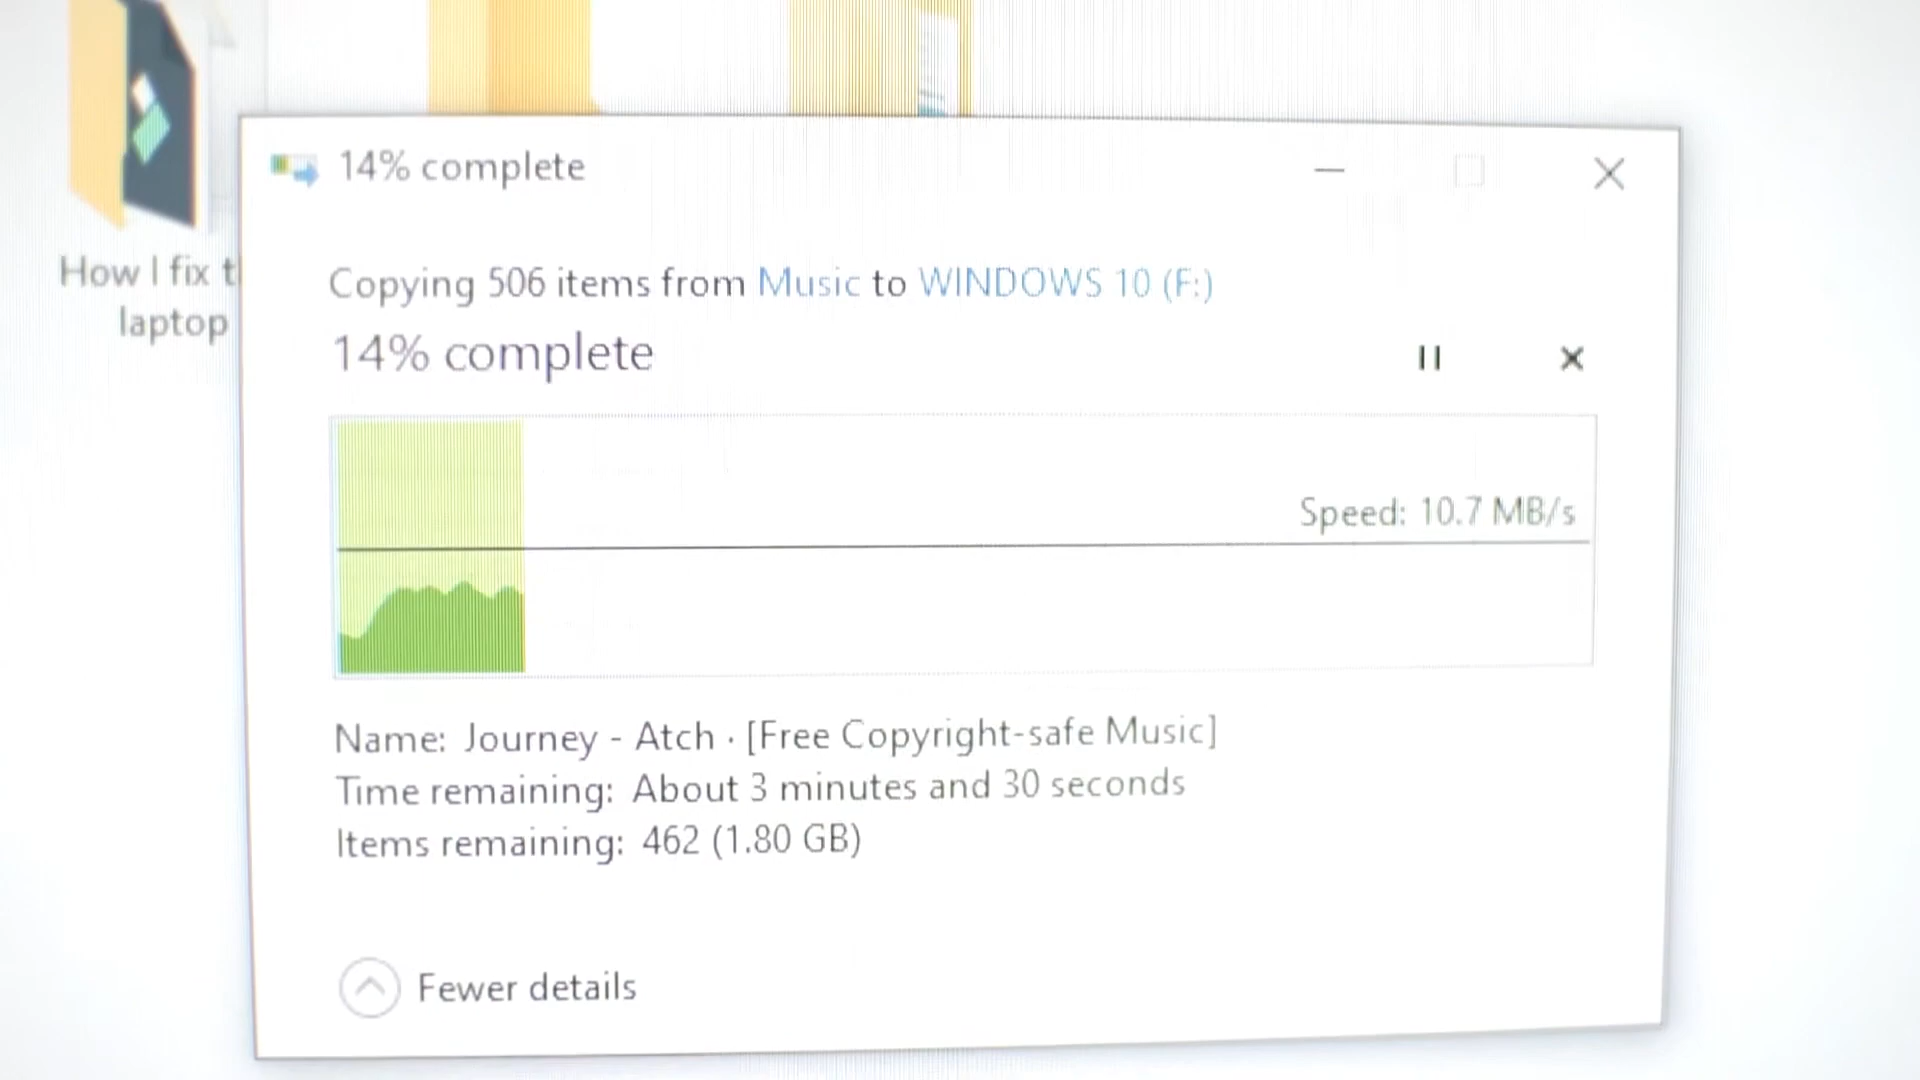 How I fix t
laptop
14% complete
Copying 506 items from Music to WINDOWS 10 (F:)
14% complete
Speed: 10.7 MB/s
Name: Journey - Atch · [Free Copyright-safe Music]
Time remaining: About 3 minutes and 30 seconds
Items remaining: 462 (1.80 GB)
Fewer details